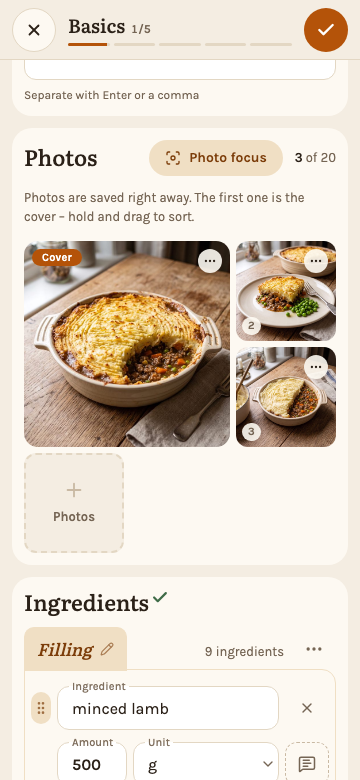 Basics 1/5
Separate with Enter or a comma
Photos
Photo focus
3 of 20
Photos are saved right away. The first one is the
cover – hold and drag to sort.
Cover
2
3
Photos
Ingredients
Filling
9 ingredients
Ingredient
minced lamb
Amount
500
Unit
g